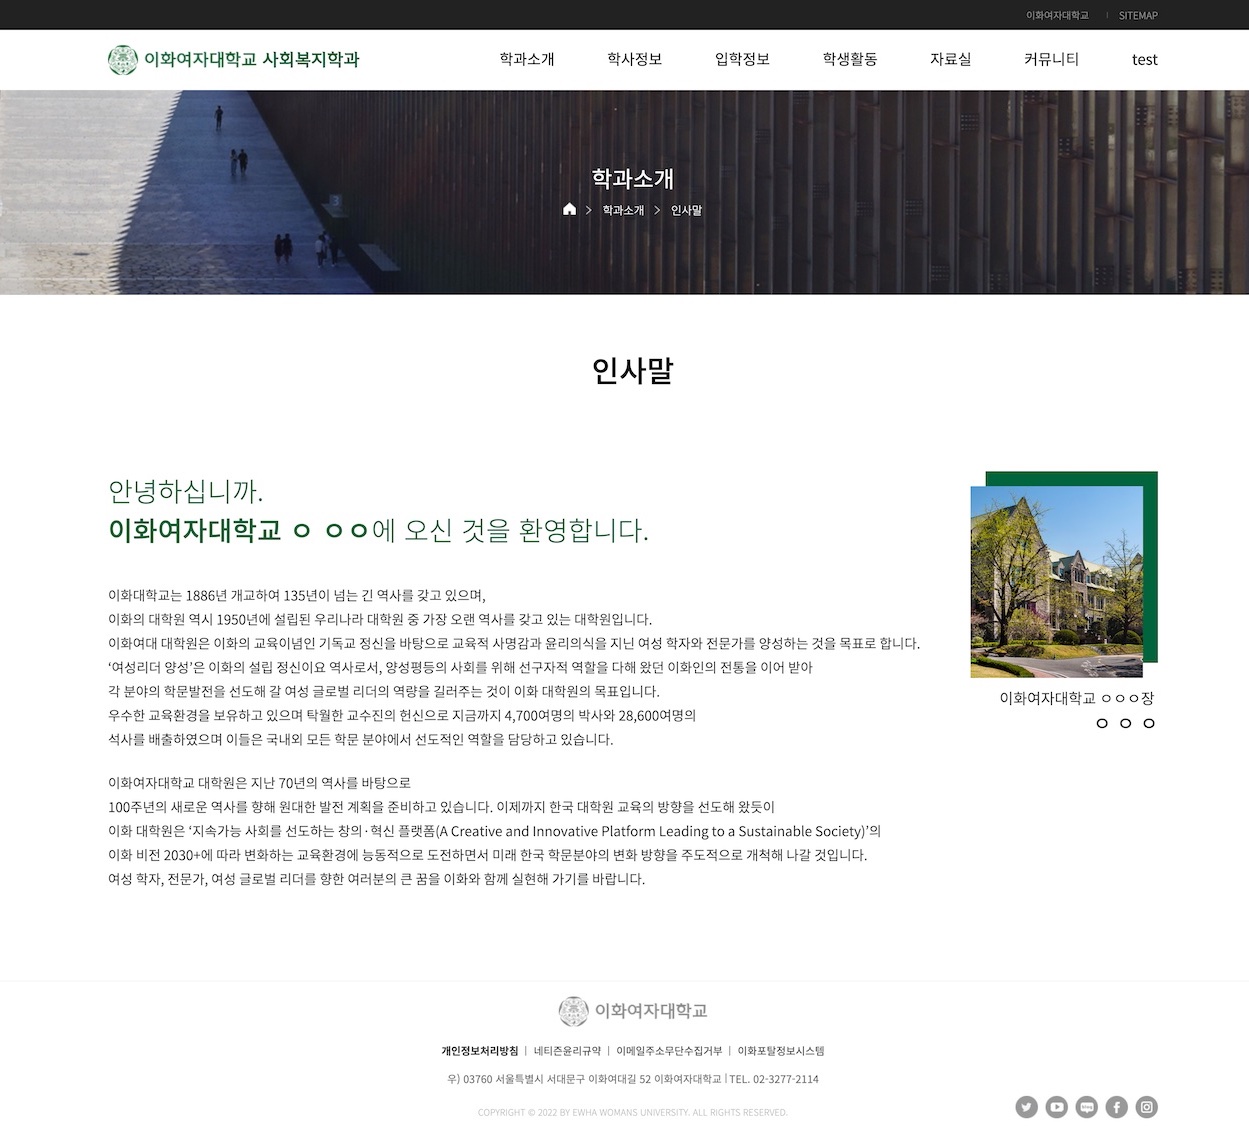 이화여자대학교 | SITEMAP
이화여자대학교 사회복지학과
학과소개 학사정보 입학정보 학생활동 자료실 커뮤니티 test
학과소개
> 학과소개 > 인사말
인사말
안녕하십니까.
이화여자대학교 ㅇ ㅇㅇ에 오신 것을 환영합니다.
이화대학교는 1886년 개교하여 135년이 넘는 긴 역사를 갖고 있으며,
이화의 대학원 역시 1950년에 설립된 우리나라 대학원 중 가장 오랜 역사를 갖고 있는 대학원입니다.
이화여대 대학원은 이화의 교육이념인 기독교 정신을 바탕으로 교육적 사명감과 윤리의식을 지닌 여성 학자와 전문가를 양성하는 것을 목표로 합니다.
‘여성리더 양성’은 이화의 설립 정신이요 역사로서, 양성평등의 사회를 위해 선구자적 역할을 다해 왔던 이화인의 전통을 이어 받아
각 분야의 학문발전을 선도해 갈 여성 글로벌 리더의 역량을 길러주는 것이 이화 대학원의 목표입니다.
우수한 교육환경을 보유하고 있으며 탁월한 교수진의 헌신으로 지금까지 4,700여명의 박사와 28,600여명의
석사를 배출하였으며 이들은 국내외 모든 학문 분야에서 선도적인 역할을 담당하고 있습니다.
이화여자대학교 대학원은 지난 70년의 역사를 바탕으로
100주년의 새로운 역사를 향해 원대한 발전 계획을 준비하고 있습니다. 이제까지 한국 대학원 교육의 방향을 선도해 왔듯이
이화 대학원은 ‘지속가능 사회를 선도하는 창의·혁신 플랫폼(A Creative and Innovative Platform Leading to a Sustainable Society)’의
이화 비전 2030+에 따라 변화하는 교육환경에 능동적으로 도전하면서 미래 한국 학문분야의 변화 방향을 주도적으로 개척해 나갈 것입니다.
여성 학자, 전문가, 여성 글로벌 리더를 향한 여러분의 큰 꿈을 이화와 함께 실현해 가기를 바랍니다.
이화여자대학교 ㅇㅇㅇ장
ㅇ ㅇ ㅇ
이화여자대학교
개인정보처리방침 | 네티즌윤리규약 | 이메일주소무단수집거부 | 이화포탈정보시스템
우) 03760 서울특별시 서대문구 이화여대길 52 이화여자대학교 | TEL. 02-3277-2114
COPYRIGHT © 2022 BY EWHA WOMANS UNIVERSITY. ALL RIGHTS RESERVED.